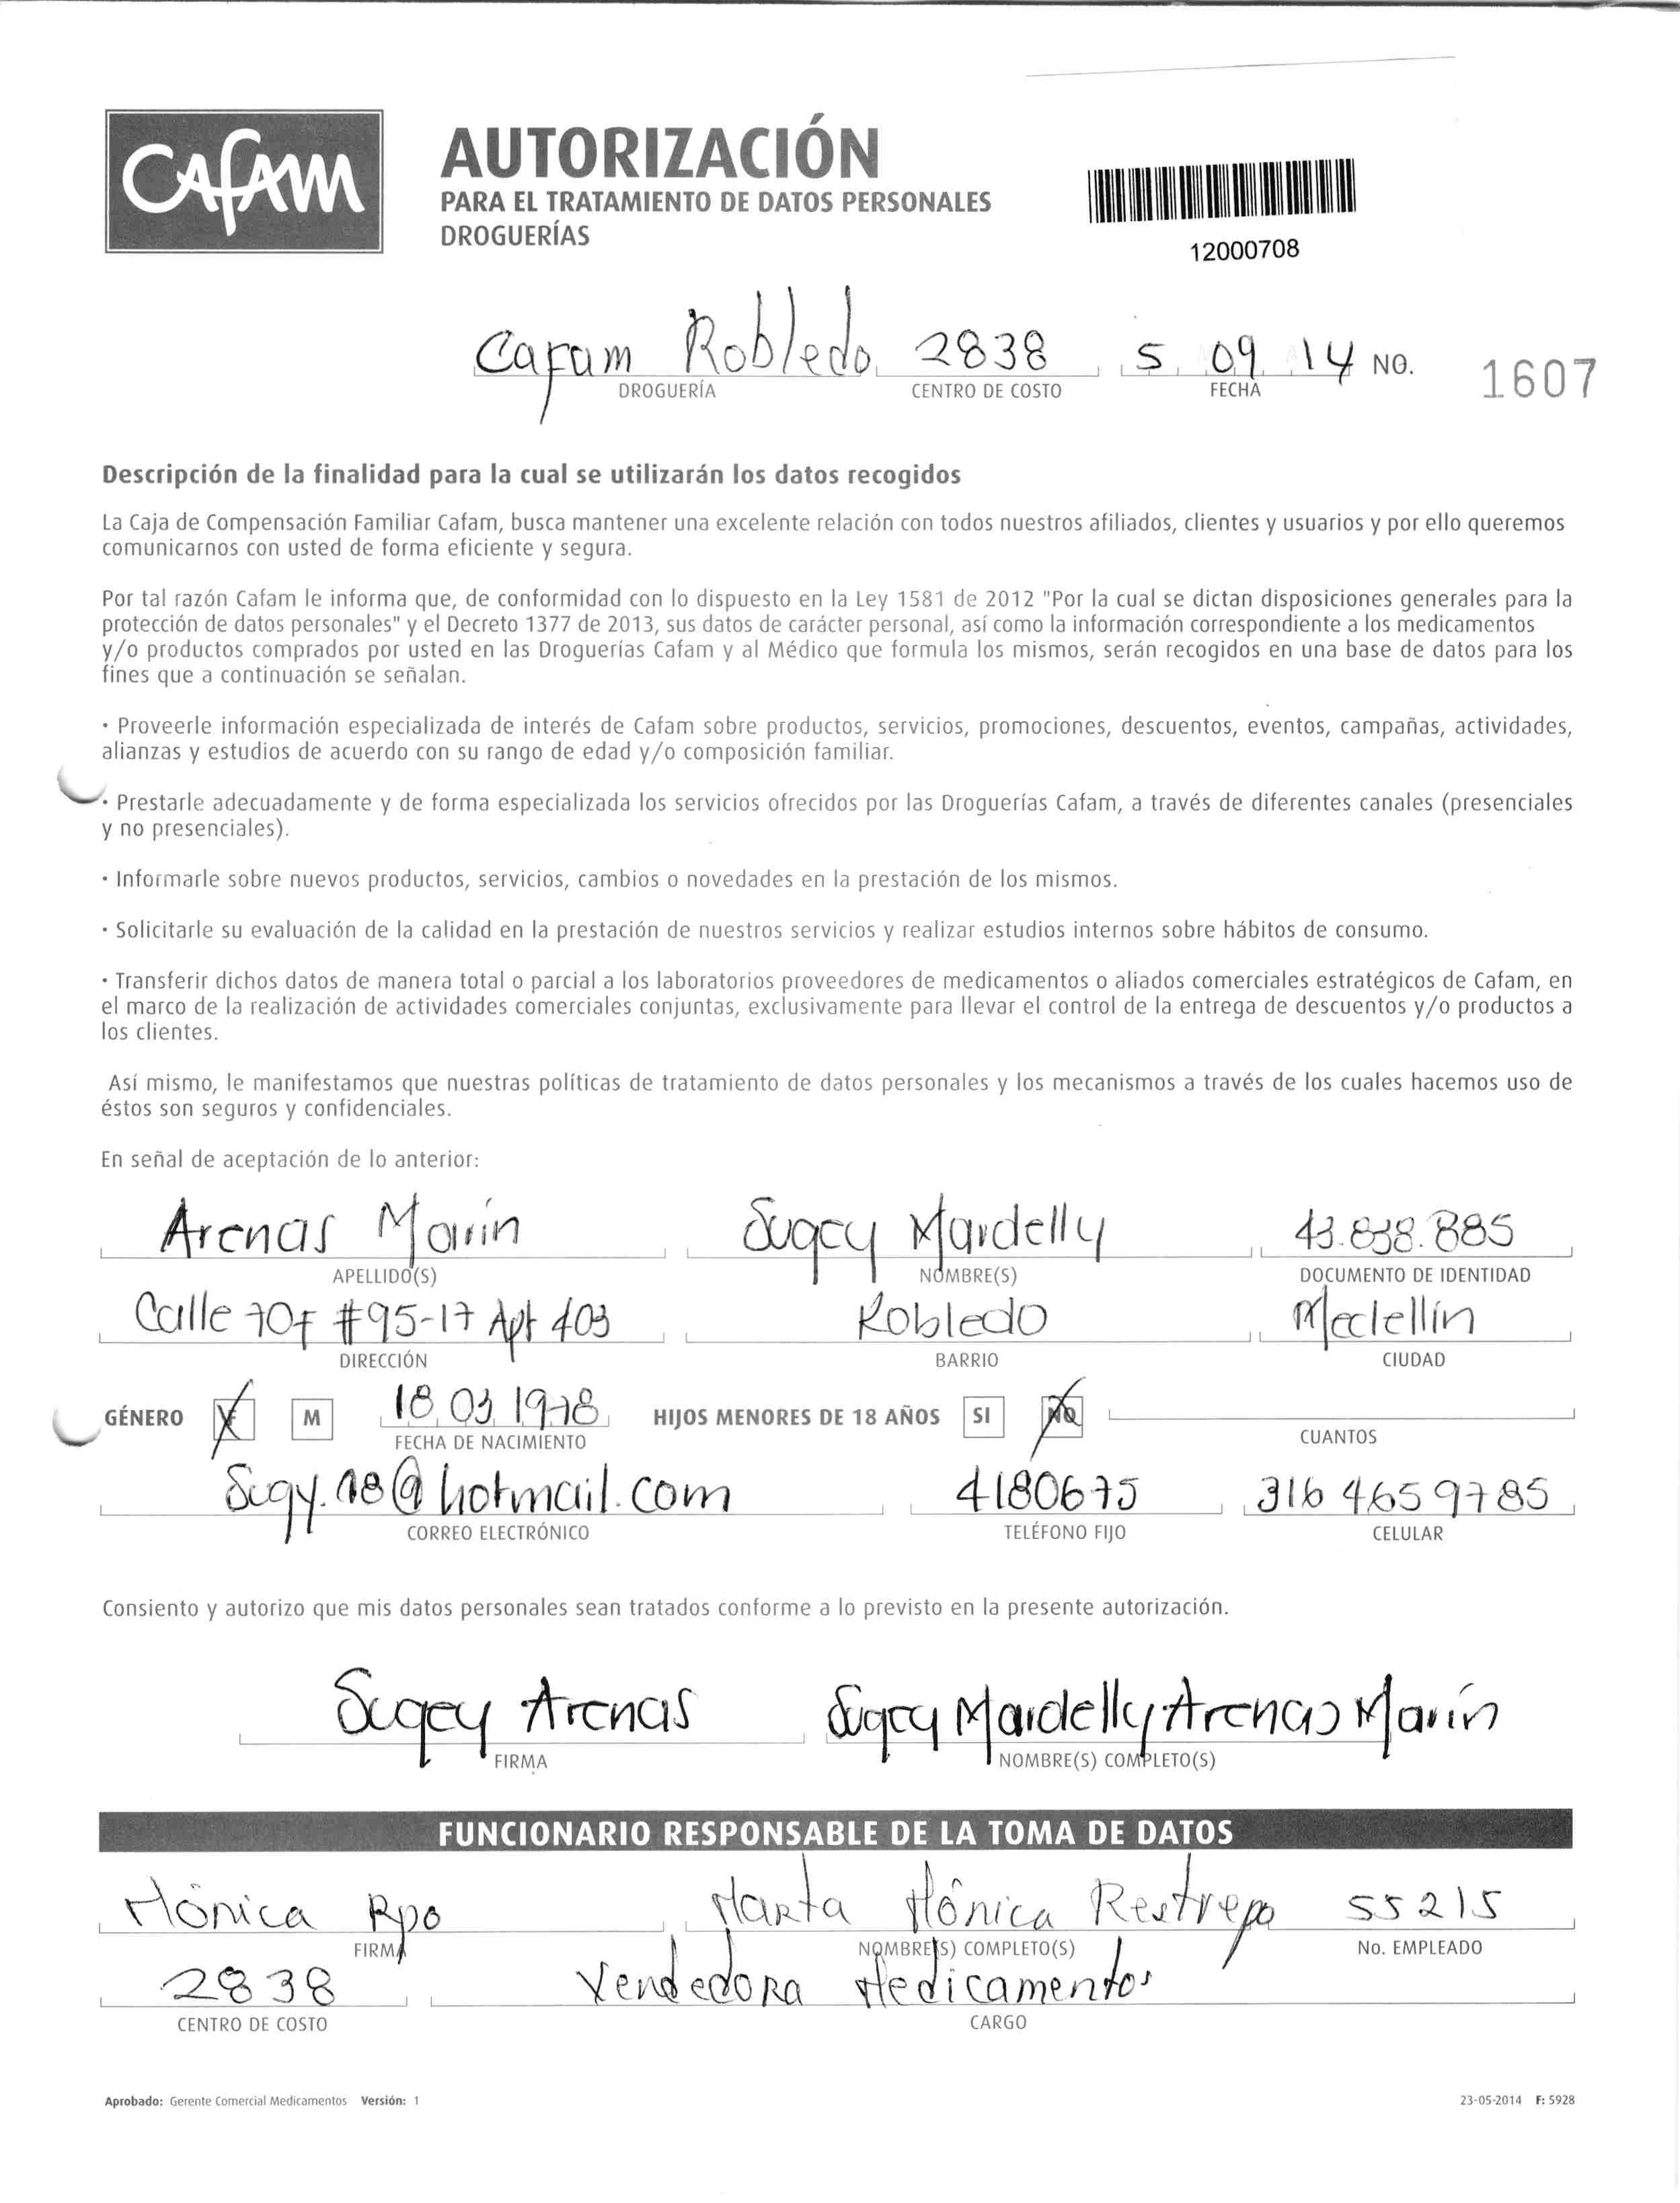 Cafam
AUTORIZACIÓN
PARA EL TRATAMIENTO DE DATOS PERSONALES
DROGUERÍAS
12000708
Cafam Robledo 2838 5 09 14 NO. 1607
DROGUERÍA CENTRO DE COSTO FECHA
Descripción de la finalidad para la cual se utilizarán los datos recogidos
La Caja de Compensación Familiar Cafam, busca mantener una excelente relación con todos nuestros afiliados, clientes y usuarios y por ello queremos
comunicarnos con usted de forma eficiente y segura.
Por tal razón Cafam le informa que, de conformidad con lo dispuesto en la Ley 1581 de 2012 "Por la cual se dictan disposiciones generales para la
protección de datos personales" y el Decreto 1377 de 2013, sus datos de carácter personal, así como la información correspondiente a los medicamentos
y/o productos comprados por usted en las Droguerías Cafam y al Médico que formula los mismos, serán recogidos en una base de datos para los
fines que a continuación se señalan.
· Proveerle información especializada de interés de Cafam sobre productos, servicios, promociones, descuentos, eventos, campañas, actividades,
alianzas y estudios de acuerdo con su rango de edad y/o composición familiar.
· Prestarle adecuadamente y de forma especializada los servicios ofrecidos por las Droguerías Cafam, a través de diferentes canales (presenciales
y no presenciales).
· Informarle sobre nuevos productos, servicios, cambios o novedades en la prestación de los mismos.
· Solicitarle su evaluación de la calidad en la prestación de nuestros servicios y realizar estudios internos sobre hábitos de consumo.
· Transferir dichos datos de manera total o parcial a los laboratorios proveedores de medicamentos o aliados comerciales estratégicos de Cafam, en
el marco de la realización de actividades comerciales conjuntas, exclusivamente para llevar el control de la entrega de descuentos y/o productos a
los clientes.
Así mismo, le manifestamos que nuestras políticas de tratamiento de datos personales y los mecanismos a través de los cuales hacemos uso de
éstos son seguros y confidenciales.
En señal de aceptación de lo anterior:
Arenas Marín Sugey Mardelly 43.838.885
APELLIDO(S) NOMBRE(S) DOCUMENTO DE IDENTIDAD
Calle 70f #95-17 Apt 403 Robledo Medellín
DIRECCIÓN BARRIO CIUDAD
GÉNERO F M 18 03 1978 HIJOS MENORES DE 18 AÑOS SI NO
FECHA DE NACIMIENTO CUANTOS
Sugy.18@hotmail.com 4180675 316 465 9785
CORREO ELECTRÓNICO TELÉFONO FIJO CELULAR
Consiento y autorizo que mis datos personales sean tratados conforme a lo previsto en la presente autorización.
Sugey Arenas Sugey Mardelly Arenas Marín
FIRMA NOMBRE(S) COMPLETO(S)
FUNCIONARIO RESPONSABLE DE LA TOMA DE DATOS
Mónica Rpo Marta Mónica Restrepo 55215
FIRMA NOMBRE(S) COMPLETO(S) No. EMPLEADO
2838 Vendedora Medicamentos
CENTRO DE COSTO CARGO
Aprobado: Gerente Comercial Medicamentos Versión: 1 23-05-2014 F: 5928